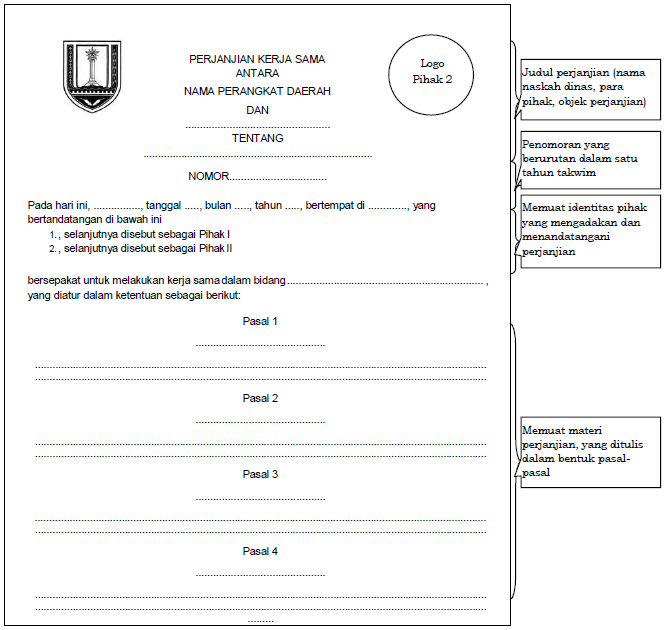 PERJANJIAN KERJA SAMA
ANTARA
NAMA PERANGKAT DAERAH
DAN
..................................................
TENTANG
...............................................................................
NOMOR..................................
Logo
Pihak 2
Judul perjanjian (nama
naskah dinas, para
pihak, objek perjanjian)
Penomoran yang
berurutan dalam satu
tahun takwim
Memuat identitas pihak
yang mengadakan dan
menandatangani
perjanjian
Pada hari ini, ................, tanggal ....., bulan ....., tahun ....., bertempat di ............., yang
bertandatangan di bawah ini
1. , selanjutnya disebut sebagai Pihak I
2. , selanjutnya disebut sebagai Pihak II
bersepakat untuk melakukan kerja sama dalam bidang.................................................................... ,
yang diatur dalam ketentuan sebagai berikut:
Pasal 1
.............................................
............................................................................................................................................................
............................................................................................................................................................
Pasal 2
.............................................
............................................................................................................................................................
............................................................................................................................................................
Pasal 3
.............................................
............................................................................................................................................................
............................................................................................................................................................
Pasal 4
.............................................
............................................................................................................................................................
............................................................................................................................................................
.........
Memuat materi
perjanjian, yang ditulis
dalam bentuk pasal-
pasal